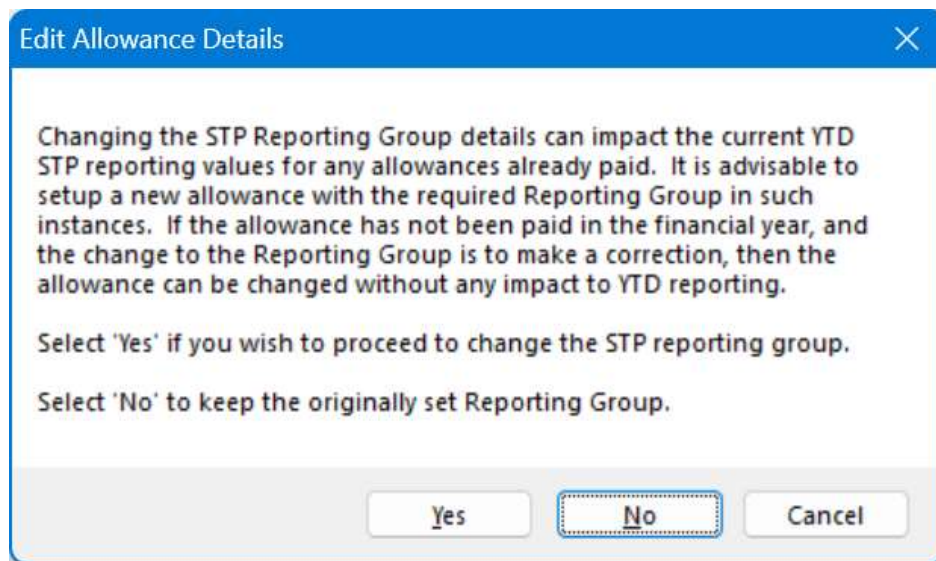 Edit Allowance Details
Changing the STP Reporting Group details can impact the current YTD
STP reporting values for any allowances already paid.  It is advisable to
setup a new allowance with the required Reporting Group in such
instances.  If the allowance has not been paid in the financial year, and
the change to the Reporting Group is to make a correction, then the
allowance can be changed without any impact to YTD reporting.
Select 'Yes' if you wish to proceed to change the STP reporting group.
Select 'No' to keep the originally set Reporting Group.
Yes
No
Cancel